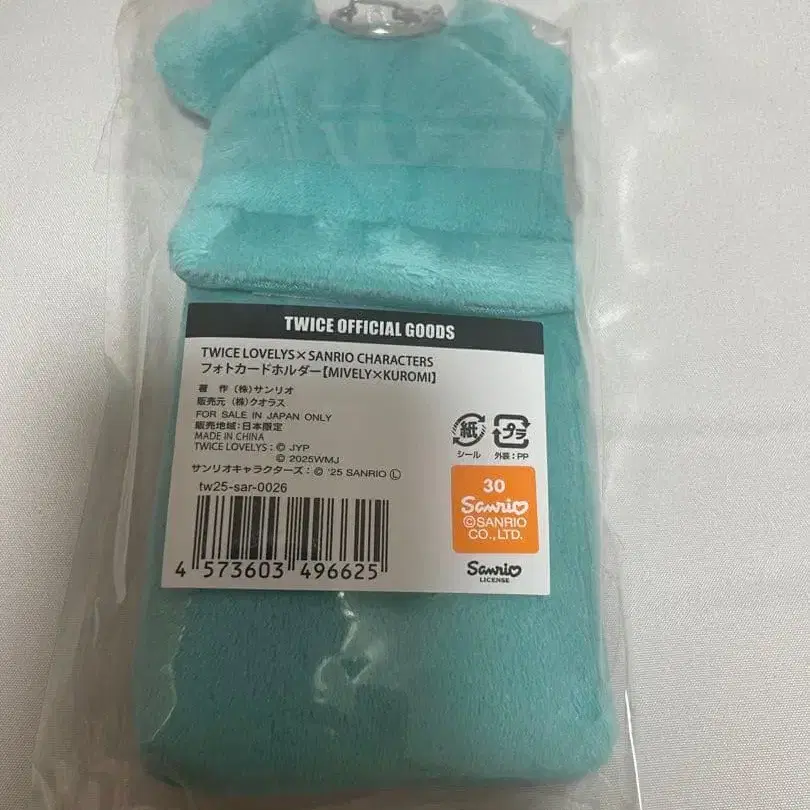 TWICE OFFICIAL GOODS
TWICE LOVELYS×SANRIO CHARACTERS
フォトカードホルダー【MIVELY×KUROMI】
著　作 （株）サンリオ
販売元 （株）クオラス
FOR SALE IN JAPAN ONLY
販売地域：日本限定
MADE IN CHINA
TWICE LOVELYS：© JYP
© 2025WMJ
サンリオキャラクターズ：© '25 SANRIO Ⓛ
tw25-sar-0026
4 573603 496625
紙
シール
プラ
外装：PP
30
Sanrio
©SANRIO
CO.,LTD.
Sanrio
LICENSE